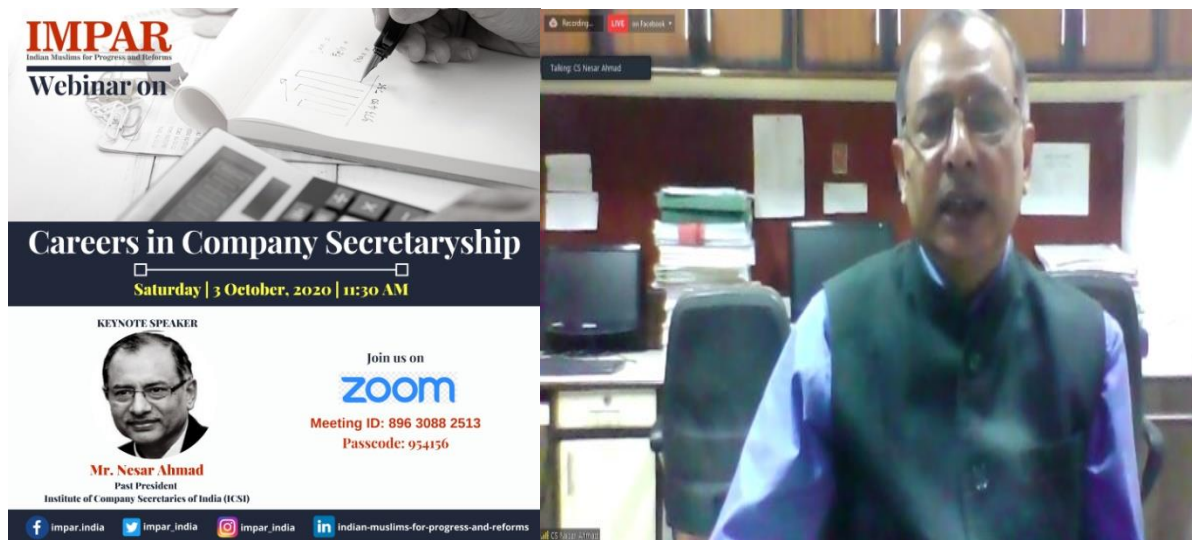 IMPAR
Indian Muslims for Progress and Reforms
Webinar on
Careers in Company Secretaryship
Saturday | 3 October, 2020 | 11:30 AM
KEYNOTE SPEAKER
Mr. Nesar Ahmad
Past President
Institute of Company Secretaries of India (ICSI)
Join us on
zoom
Meeting ID: 896 3088 2513
Passcode: 954156
impar.india
impar_india
impar_india
indian-muslims-for-progress-and-reforms
Recording...
LIVE on Facebook
Talking: CS Nesar Ahmad
CS Nesar Ahmad